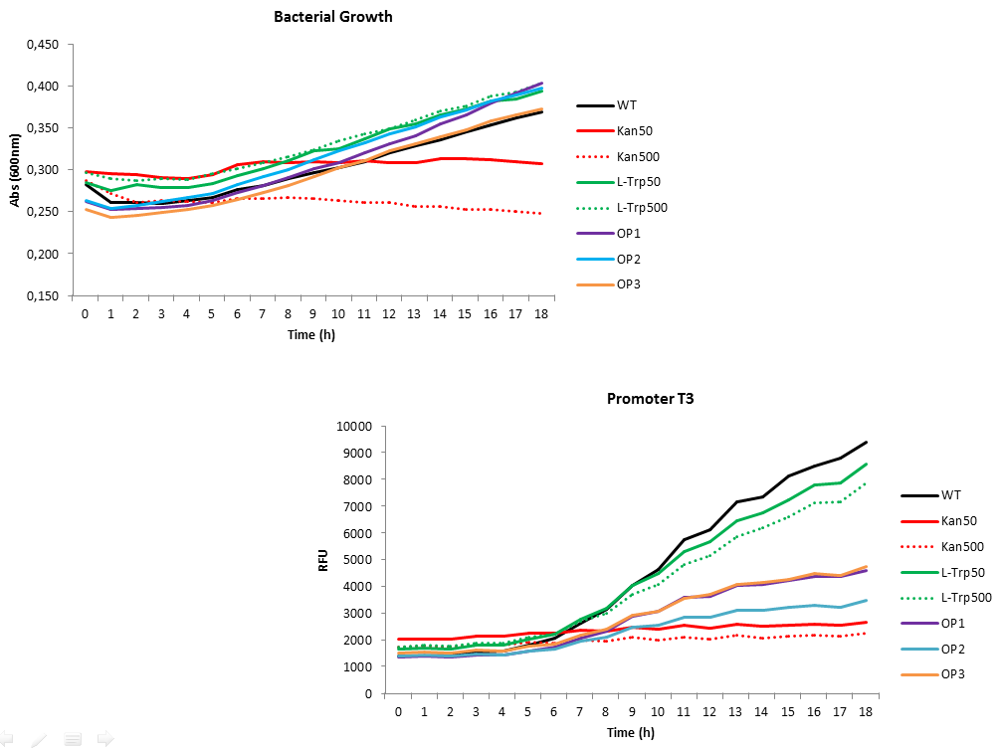 Bacterial Growth
0,450
0,400
0,350
0,300
0,250
0,200
0,150
Abs (600nm)
0 1 2 3 4 5 6 7 8 9 10 11 12 13 14 15 16 17 18
Time (h)
WT
Kan50
Kan500
L-Trp50
L-Trp500
OP1
OP2
OP3
Promoter T3
10000
9000
8000
7000
6000
5000
4000
3000
2000
1000
0
RFU
0 1 2 3 4 5 6 7 8 9 10 11 12 13 14 15 16 17 18
Time (h)
WT
Kan50
Kan500
L-Trp50
L-Trp500
OP1
OP2
OP3